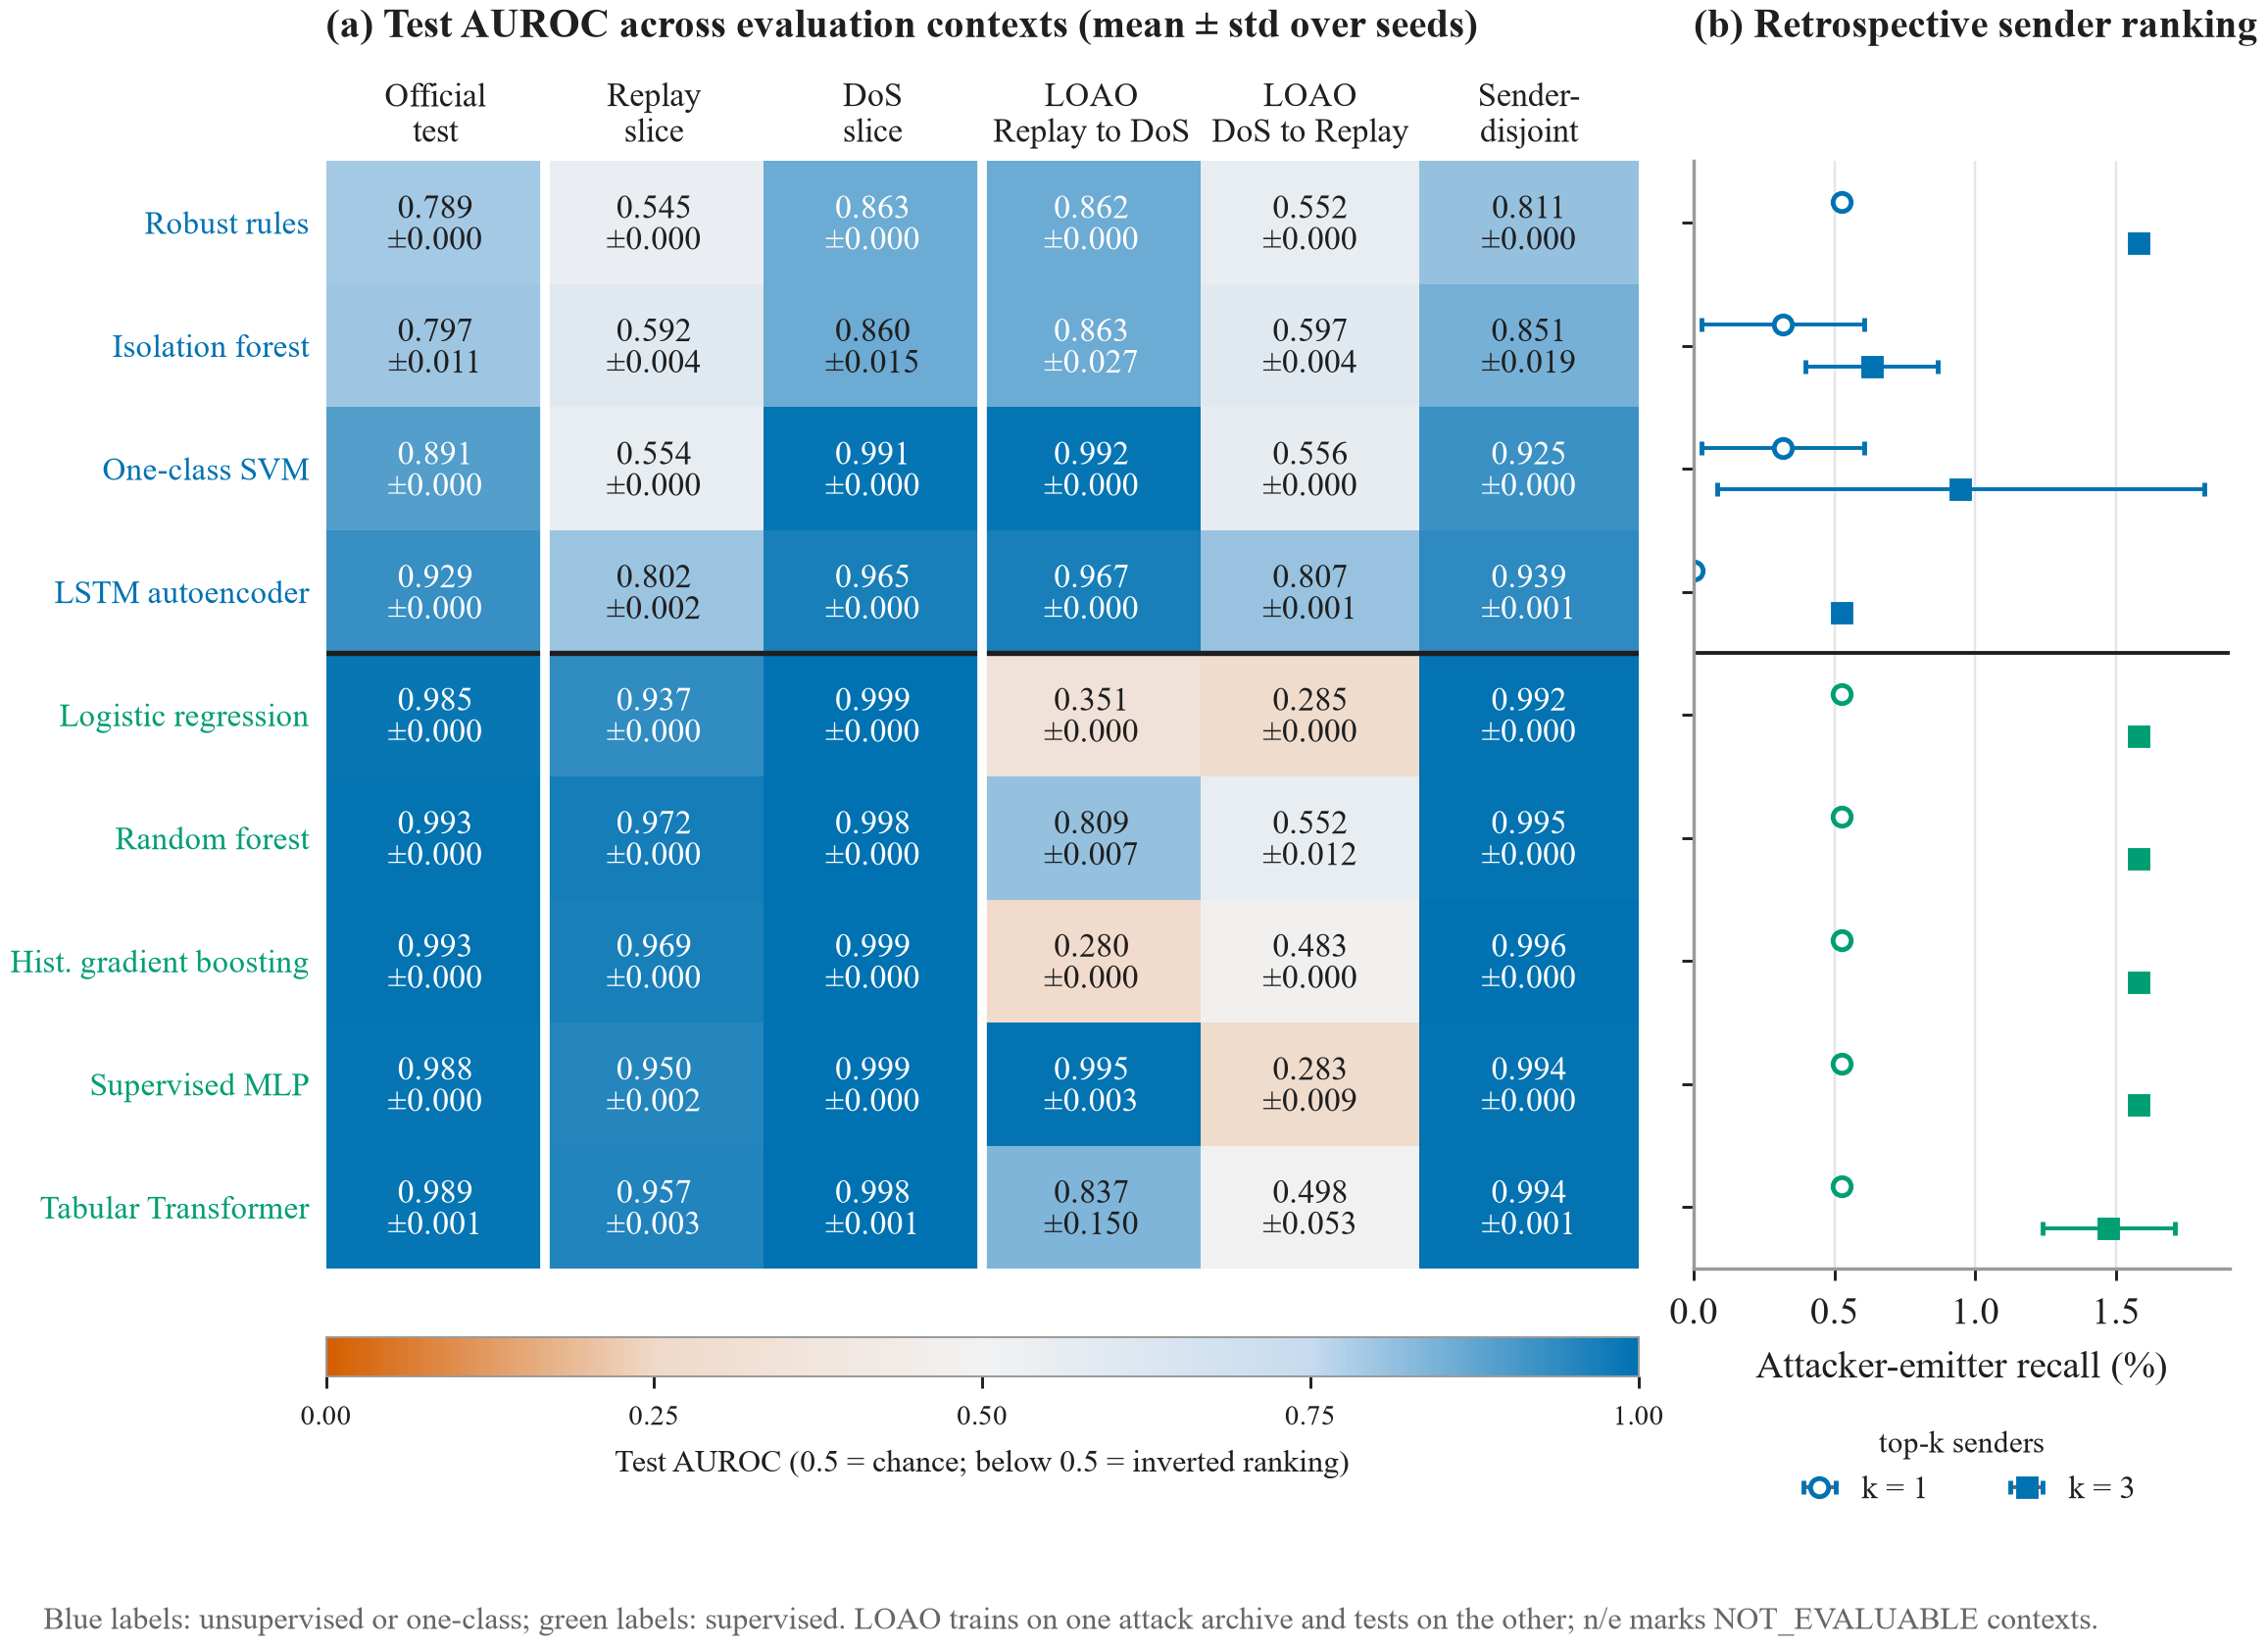 (a) Test AUROC across evaluation contexts (mean ± std over seeds)
(b) Retrospective sender ranking
Official test
Replay slice
DoS slice
LOAO Replay to DoS
LOAO DoS to Replay
Sender-disjoint
Robust rules
0.789 ±0.000
0.545 ±0.000
0.863 ±0.000
0.862 ±0.000
0.552 ±0.000
0.811 ±0.000
Isolation forest
0.797 ±0.011
0.592 ±0.004
0.860 ±0.015
0.863 ±0.027
0.597 ±0.004
0.851 ±0.019
One-class SVM
0.891 ±0.000
0.554 ±0.000
0.991 ±0.000
0.992 ±0.000
0.556 ±0.000
0.925 ±0.000
LSTM autoencoder
0.929 ±0.000
0.802 ±0.002
0.965 ±0.000
0.967 ±0.000
0.807 ±0.001
0.939 ±0.001
Logistic regression
0.985 ±0.000
0.937 ±0.000
0.999 ±0.000
0.351 ±0.000
0.285 ±0.000
0.992 ±0.000
Random forest
0.993 ±0.000
0.972 ±0.000
0.998 ±0.000
0.809 ±0.007
0.552 ±0.012
0.995 ±0.000
Hist. gradient boosting
0.993 ±0.000
0.969 ±0.000
0.999 ±0.000
0.280 ±0.000
0.483 ±0.000
0.996 ±0.000
Supervised MLP
0.988 ±0.000
0.950 ±0.002
0.999 ±0.000
0.995 ±0.003
0.283 ±0.009
0.994 ±0.000
Tabular Transformer
0.989 ±0.001
0.957 ±0.003
0.998 ±0.001
0.837 ±0.150
0.498 ±0.053
0.994 ±0.001
0.00 0.25 0.50 0.75 1.00
Test AUROC (0.5 = chance; below 0.5 = inverted ranking)
0.0 0.5 1.0 1.5
Attacker-emitter recall (%)
top-k senders
k = 1 k = 3
Blue labels: unsupervised or one-class; green labels: supervised. LOAO trains on one attack archive and tests on the other; n/e marks NOT_EVALUABLE contexts.